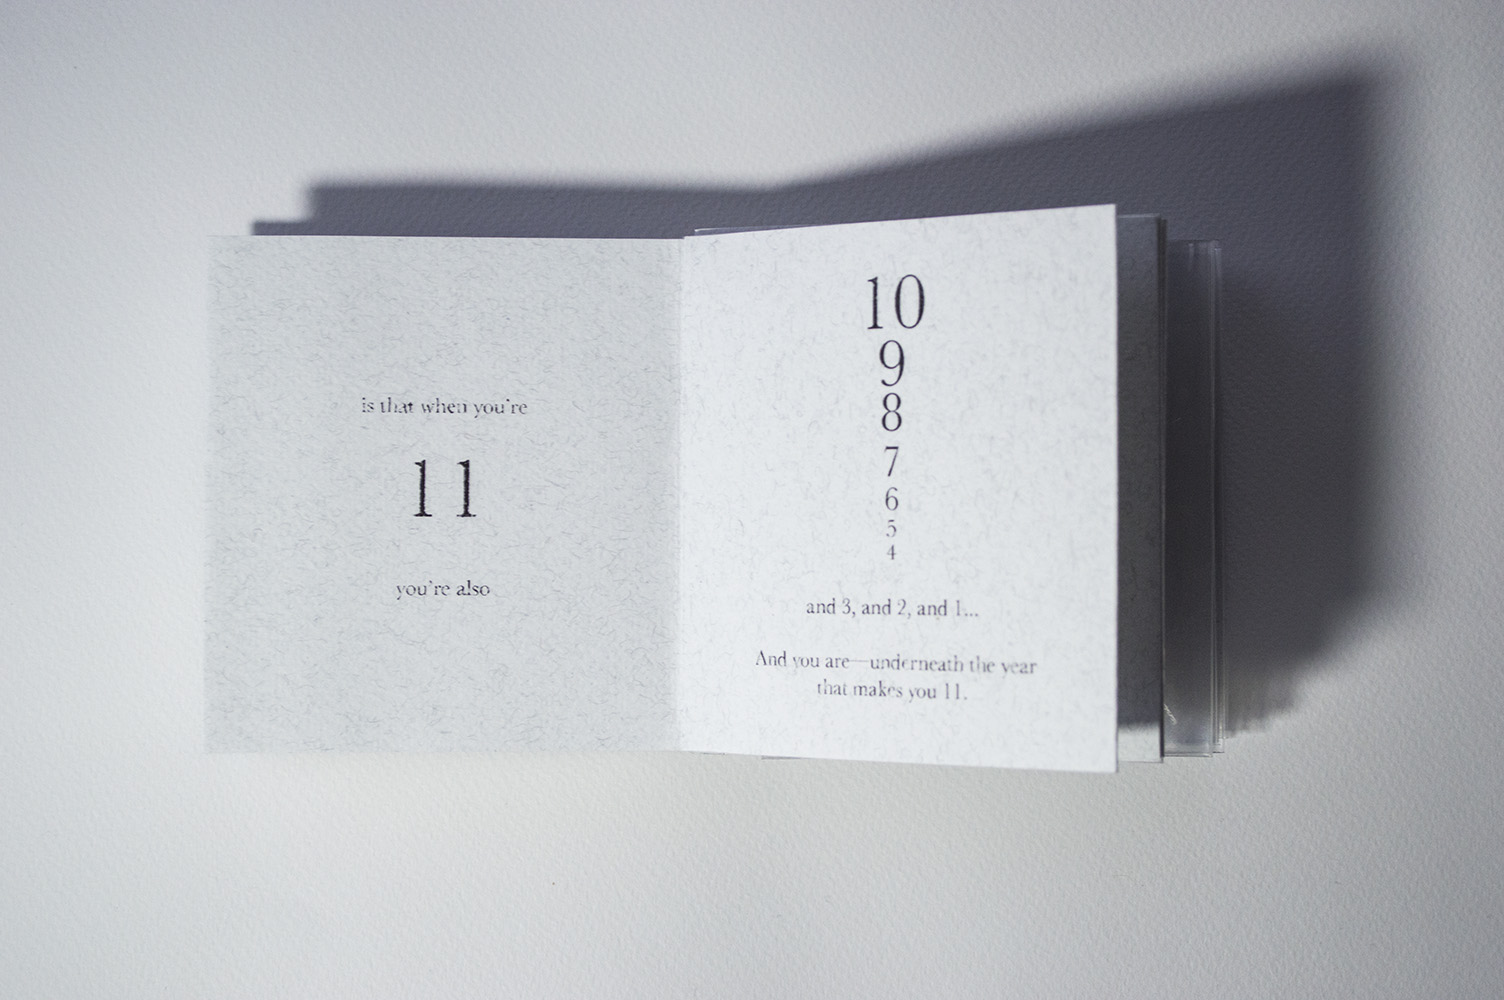 is that when you're
11
you're also
10
9
8
7
6
5
4
and 3, and 2, and 1...
And you are—underneath the year
that makes you 11.